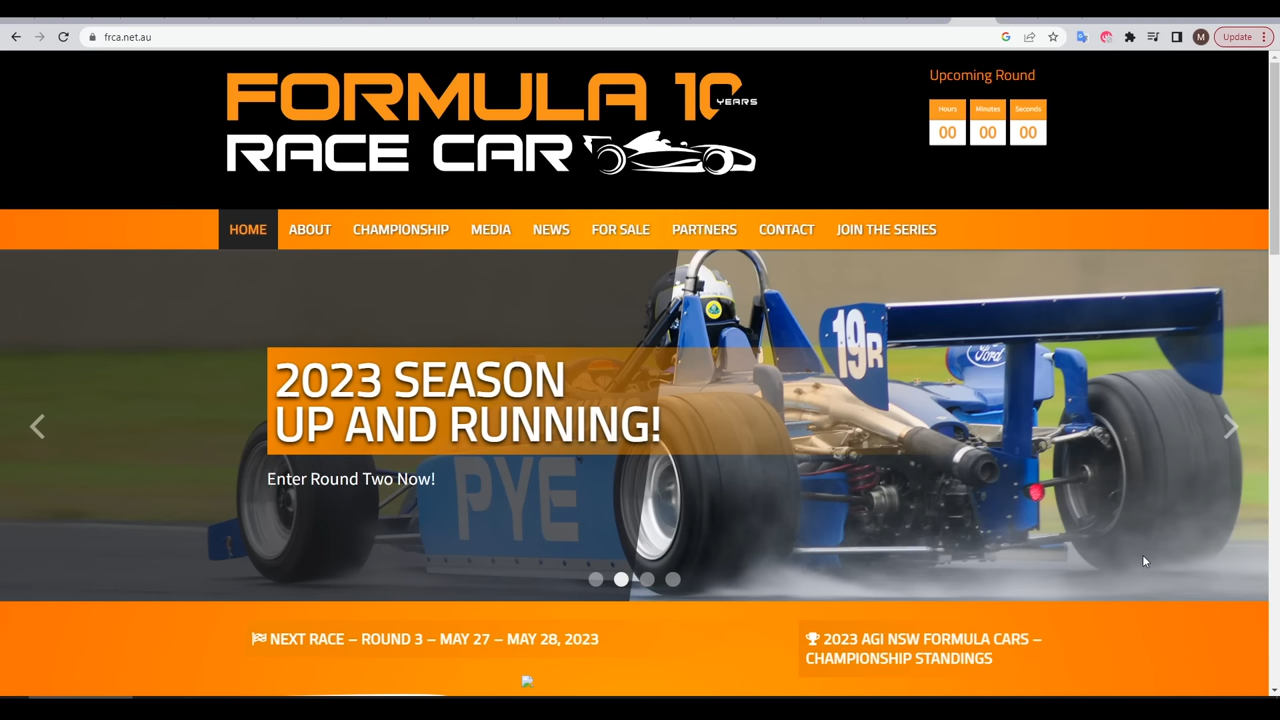 frca.net.au
M
Update
FORMULA 10
YEARS
RACE CAR
Upcoming Round
Hours Minutes Seconds
00 00 00
HOME ABOUT CHAMPIONSHIP MEDIA NEWS FOR SALE PARTNERS CONTACT JOIN THE SERIES
19R
Ford
2023 SEASON
UP AND RUNNING!
Enter Round Two Now!
PYE
NEXT RACE – ROUND 3 – MAY 27 – MAY 28, 2023
2023 AGI NSW FORMULA CARS –
CHAMPIONSHIP STANDINGS